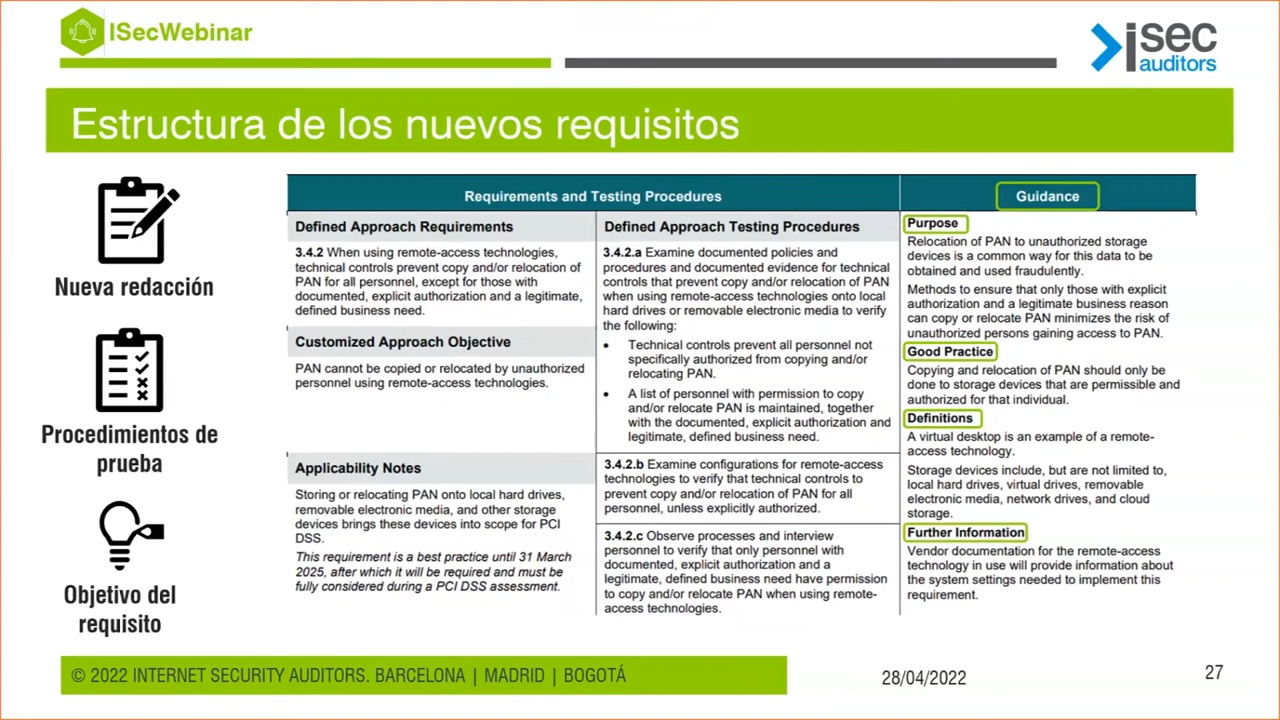 ISecWebinar
isec
auditors
Estructura de los nuevos requisitos
Nueva redacción
Procedimientos de
prueba
Objetivo del
requisito
Requirements and Testing Procedures
Guidance
Defined Approach Requirements
3.4.2 When using remote-access technologies,
technical controls prevent copy and/or relocation of
PAN for all personnel, except for those with
documented, explicit authorization and a legitimate,
defined business need.
Customized Approach Objective
PAN cannot be copied or relocated by unauthorized
personnel using remote-access technologies.
Applicability Notes
Storing or relocating PAN onto local hard drives,
removable electronic media, and other storage
devices brings these devices into scope for PCI
DSS.
This requirement is a best practice until 31 March
2025, after which it will be required and must be
fully considered during a PCI DSS assessment.
Defined Approach Testing Procedures
3.4.2.a Examine documented policies and
procedures and documented evidence for technical
controls that prevent copy and/or relocation of PAN
when using remote-access technologies onto local
hard drives or removable electronic media to verify
the following:
• Technical controls prevent all personnel not
specifically authorized from copying and/or
relocating PAN.
• A list of personnel with permission to copy
and/or relocate PAN is maintained, together
with the documented, explicit authorization and
legitimate, defined business need.
3.4.2.b Examine configurations for remote-access
technologies to verify that technical controls to
prevent copy and/or relocation of PAN for all
personnel, unless explicitly authorized.
3.4.2.c Observe processes and interview
personnel to verify that only personnel with
documented, explicit authorization and a
legitimate, defined business need have permission
to copy and/or relocate PAN when using remote-
access technologies.
Purpose
Relocation of PAN to unauthorized storage
devices is a common way for this data to be
obtained and used fraudulently.
Methods to ensure that only those with explicit
authorization and a legitimate business reason
can copy or relocate PAN minimizes the risk of
unauthorized persons gaining access to PAN.
Good Practice
Copying and relocation of PAN should only be
done to storage devices that are permissible and
authorized for that individual.
Definitions
A virtual desktop is an example of a remote-
access technology.
Storage devices include, but are not limited to,
local hard drives, virtual drives, removable
electronic media, network drives, and cloud
storage.
Further Information
Vendor documentation for the remote-access
technology in use will provide information about
the system settings needed to implement this
requirement.
© 2022 INTERNET SECURITY AUDITORS. BARCELONA | MADRID | BOGOTÁ
28/04/2022
27